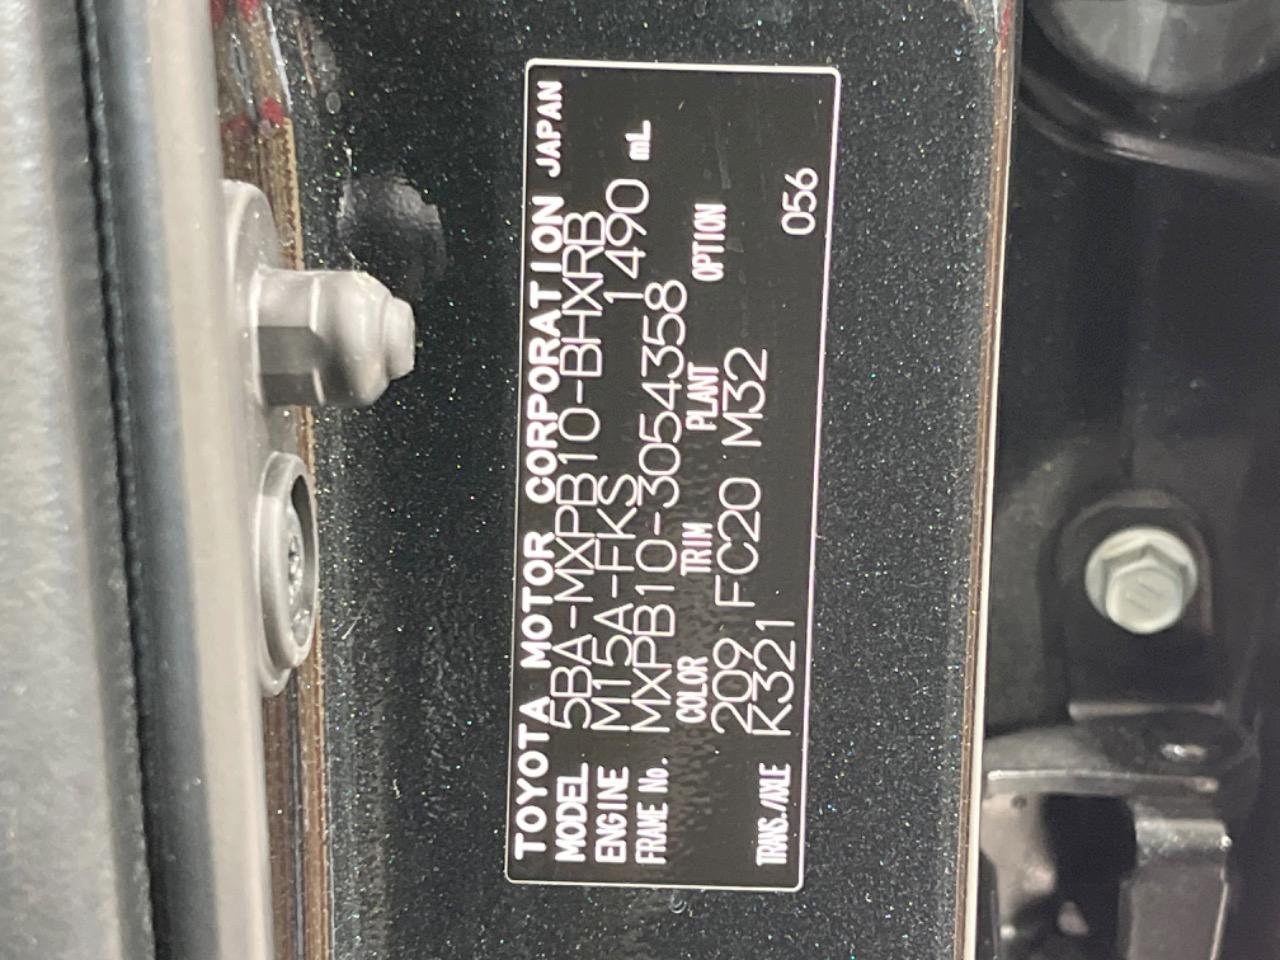 TOYOTA MOTOR CORPORATION JAPAN
MODEL 5BA-MXPB10-BHXRB
ENGINE M15A-FKS 1490 mL
FRAME No. MXPB10-3054358
COLOR TRIM PLANT OPTION
209 FC20 M32
TRANS./AXLE K321 056